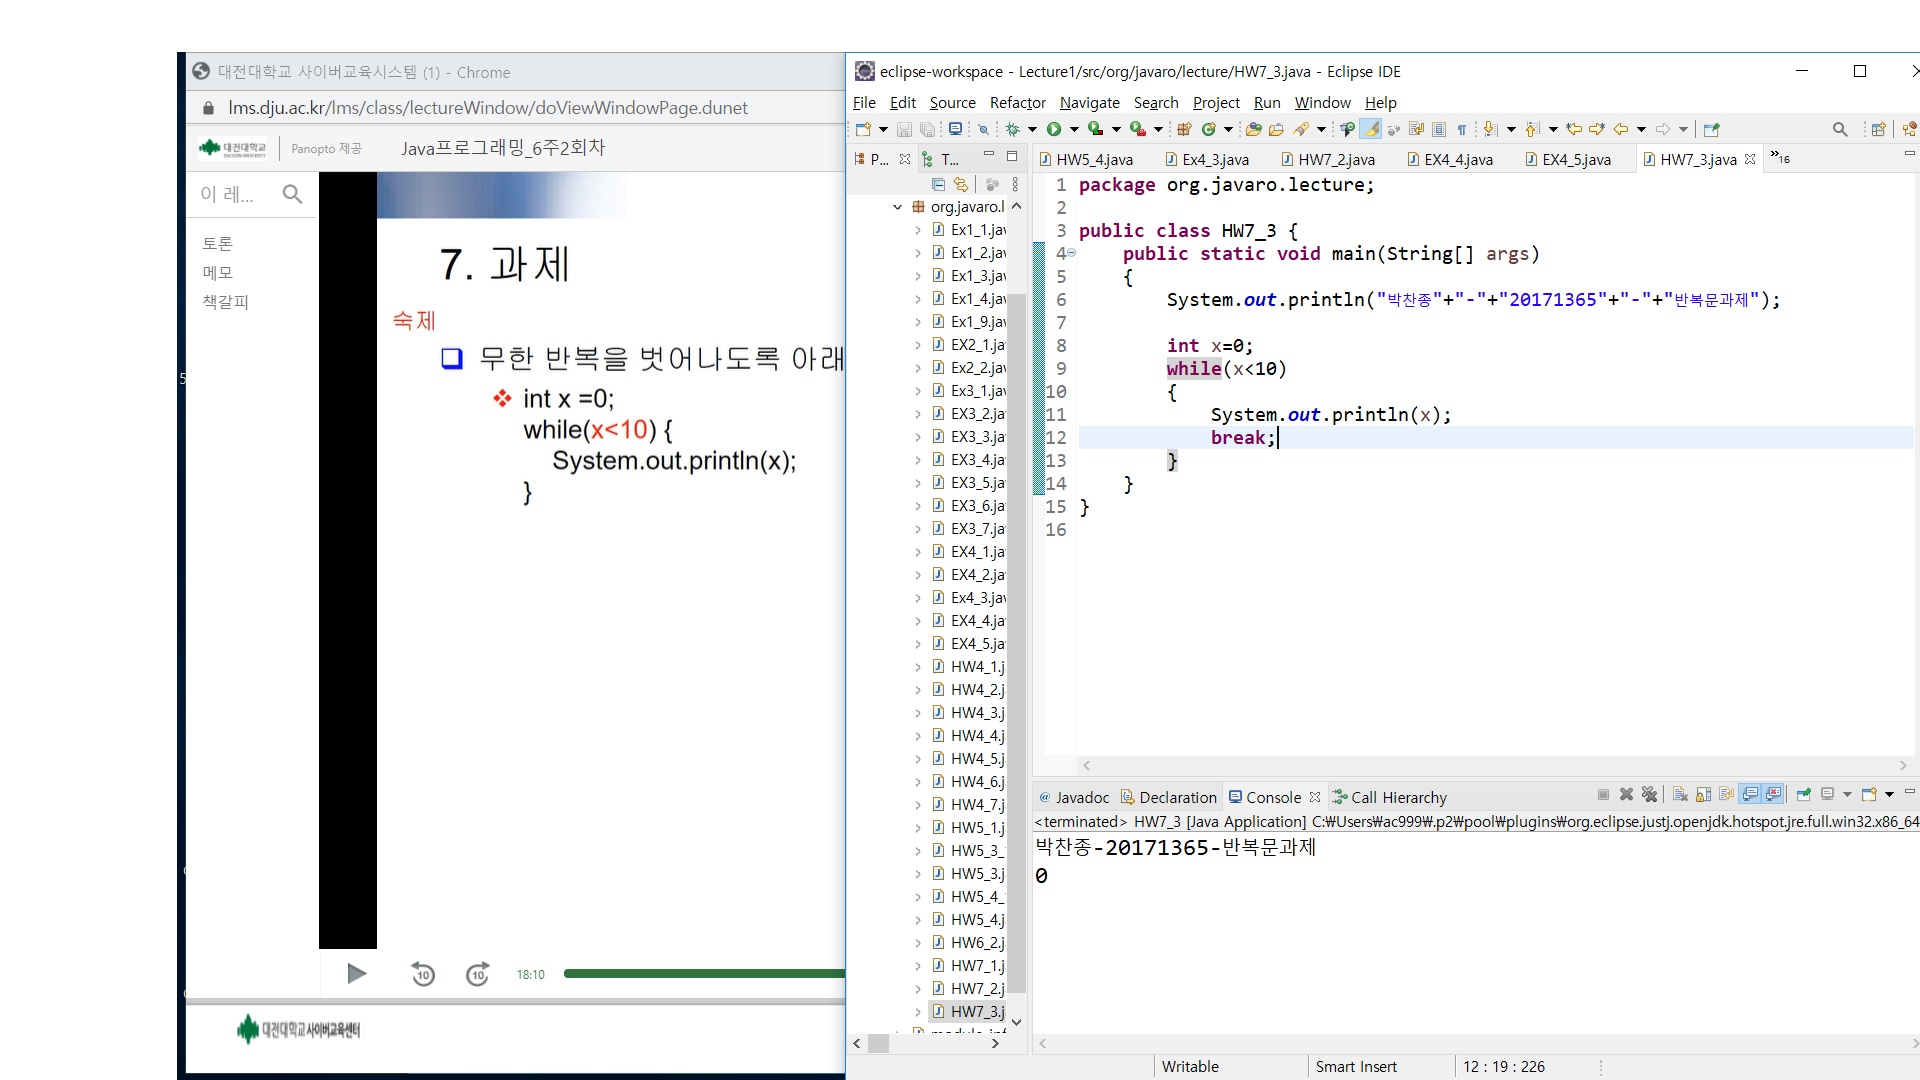 대전대학교 사이버교육시스템 (1) - Chrome
lms.dju.ac.kr/lms/class/lectureWindow/doViewWindowPage.dunet
대전대학교
Panopto 제공
Java프로그래밍_6주2회차
이 레...
토론
메모
책갈피
7. 과제
숙제
무한 반복을 벗어나도록 아래
int x =0;
while(x<10) {
System.out.println(x);
}
10
10
18:10
대전대학교사이버교육센터
eclipse-workspace - Lecture1/src/org/javaro/lecture/HW7_3.java - Eclipse IDE
File Edit Source Refactor Navigate Search Project Run Window Help
P... T...
HW5_4.java Ex4_3.java HW7_2.java EX4_4.java EX4_5.java HW7_3.java »16
org.javaro.l
Ex1_1.jav
Ex1_2.jav
Ex1_3.jav
Ex1_4.jav
Ex1_9.jav
EX2_1.ja
Ex2_2.jav
Ex3_1.jav
EX3_2.ja
EX3_3.ja
EX3_4.ja
EX3_5.ja
EX3_6.ja
EX3_7.ja
EX4_1.ja
EX4_2.ja
Ex4_3.jav
EX4_4.ja
EX4_5.ja
HW4_1.j
HW4_2.j
HW4_3.j
HW4_4.j
HW4_5.j
HW4_6.j
HW4_7.j
HW5_1.j
HW5_3_
HW5_3.j
HW5_4_
HW5_4.j
HW6_2.j
HW7_1.j
HW7_2.j
HW7_3.j
1 package org.javaro.lecture;
2
3 public class HW7_3 {
4 public static void main(String[] args)
5 {
6 System.out.println("박찬종"+"-"+"20171365"+"-"+"반복문과제");
7
8 int x=0;
9 while(x<10)
10 {
11 System.out.println(x);
12 break;
13 }
14 }
15 }
16
@ Javadoc Declaration Console Call Hierarchy
<terminated> HW7_3 [Java Application] C:₩Users₩ac999₩.p2₩pool₩plugins₩org.eclipse.justj.openjdk.hotspot.jre.full.win32.x86_64
박찬종-20171365-반복문과제
0
Writable Smart Insert 12 : 19 : 226